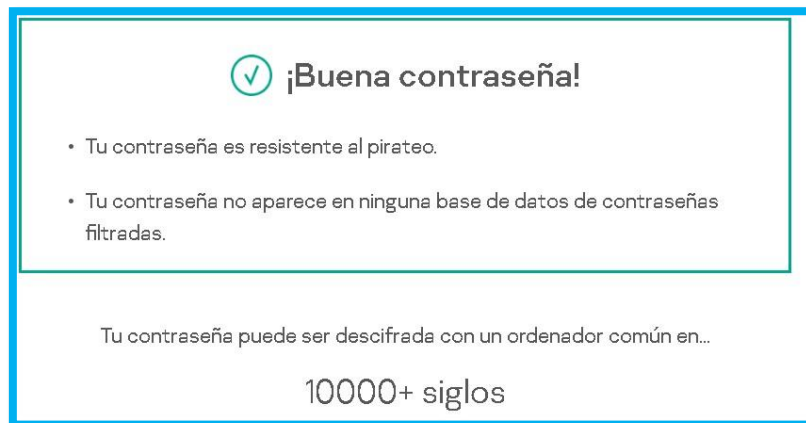 ¡Buena contraseña!
• Tu contraseña es resistente al pirateo.
• Tu contraseña no aparece en ninguna base de datos de contraseñas
filtradas.
Tu contraseña puede ser descifrada con un ordenador común en...
10000+ siglos